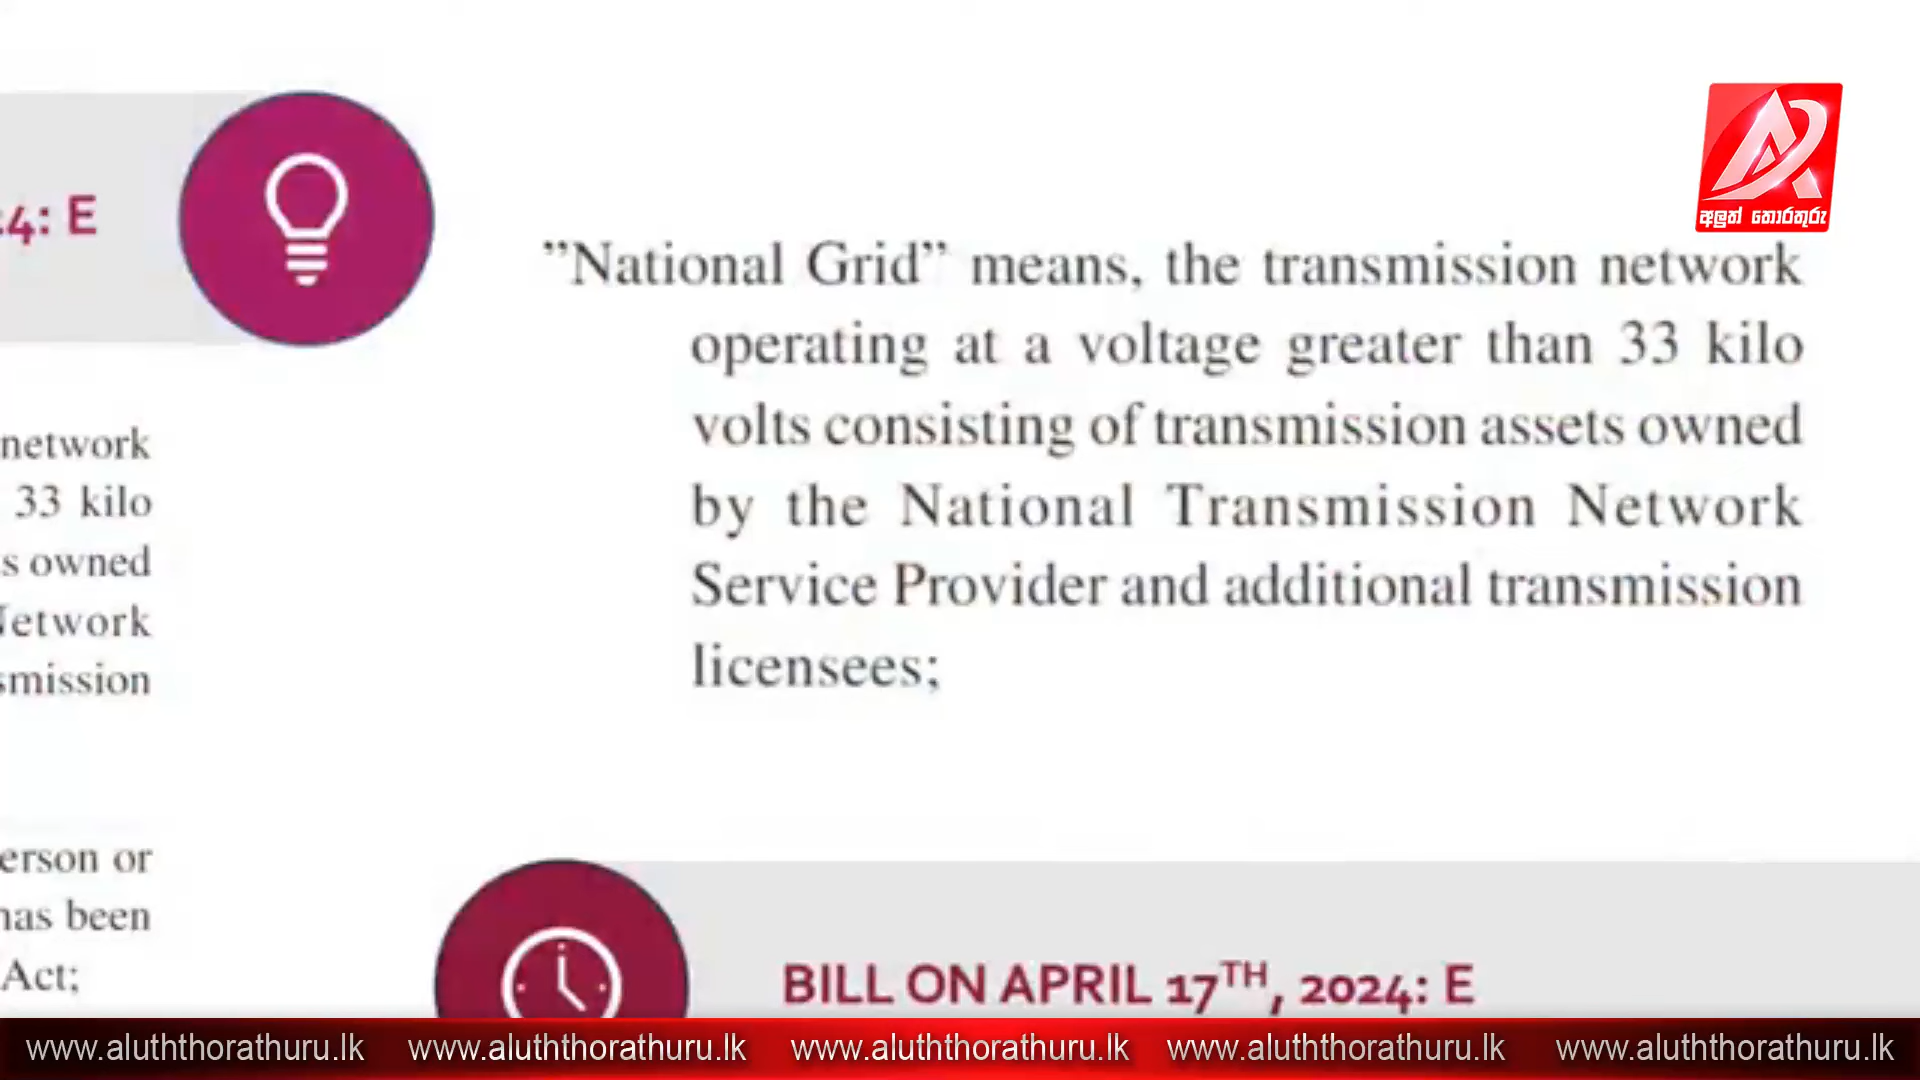 අලුත් තොරතුරු
24: E
"National Grid" means, the transmission network
operating at a voltage greater than 33 kilo
volts consisting of transmission assets owned
by the National Transmission Network
Service Provider and additional transmission
licensees;
network
33 kilo
s owned
Network
smission
erson or
has been
Act;
BILL ON APRIL 17TH, 2024: E
www.aluththorathuru.lk www.aluththorathuru.lk www.aluththorathuru.lk www.aluththorathuru.lk www.aluththorathuru.lk